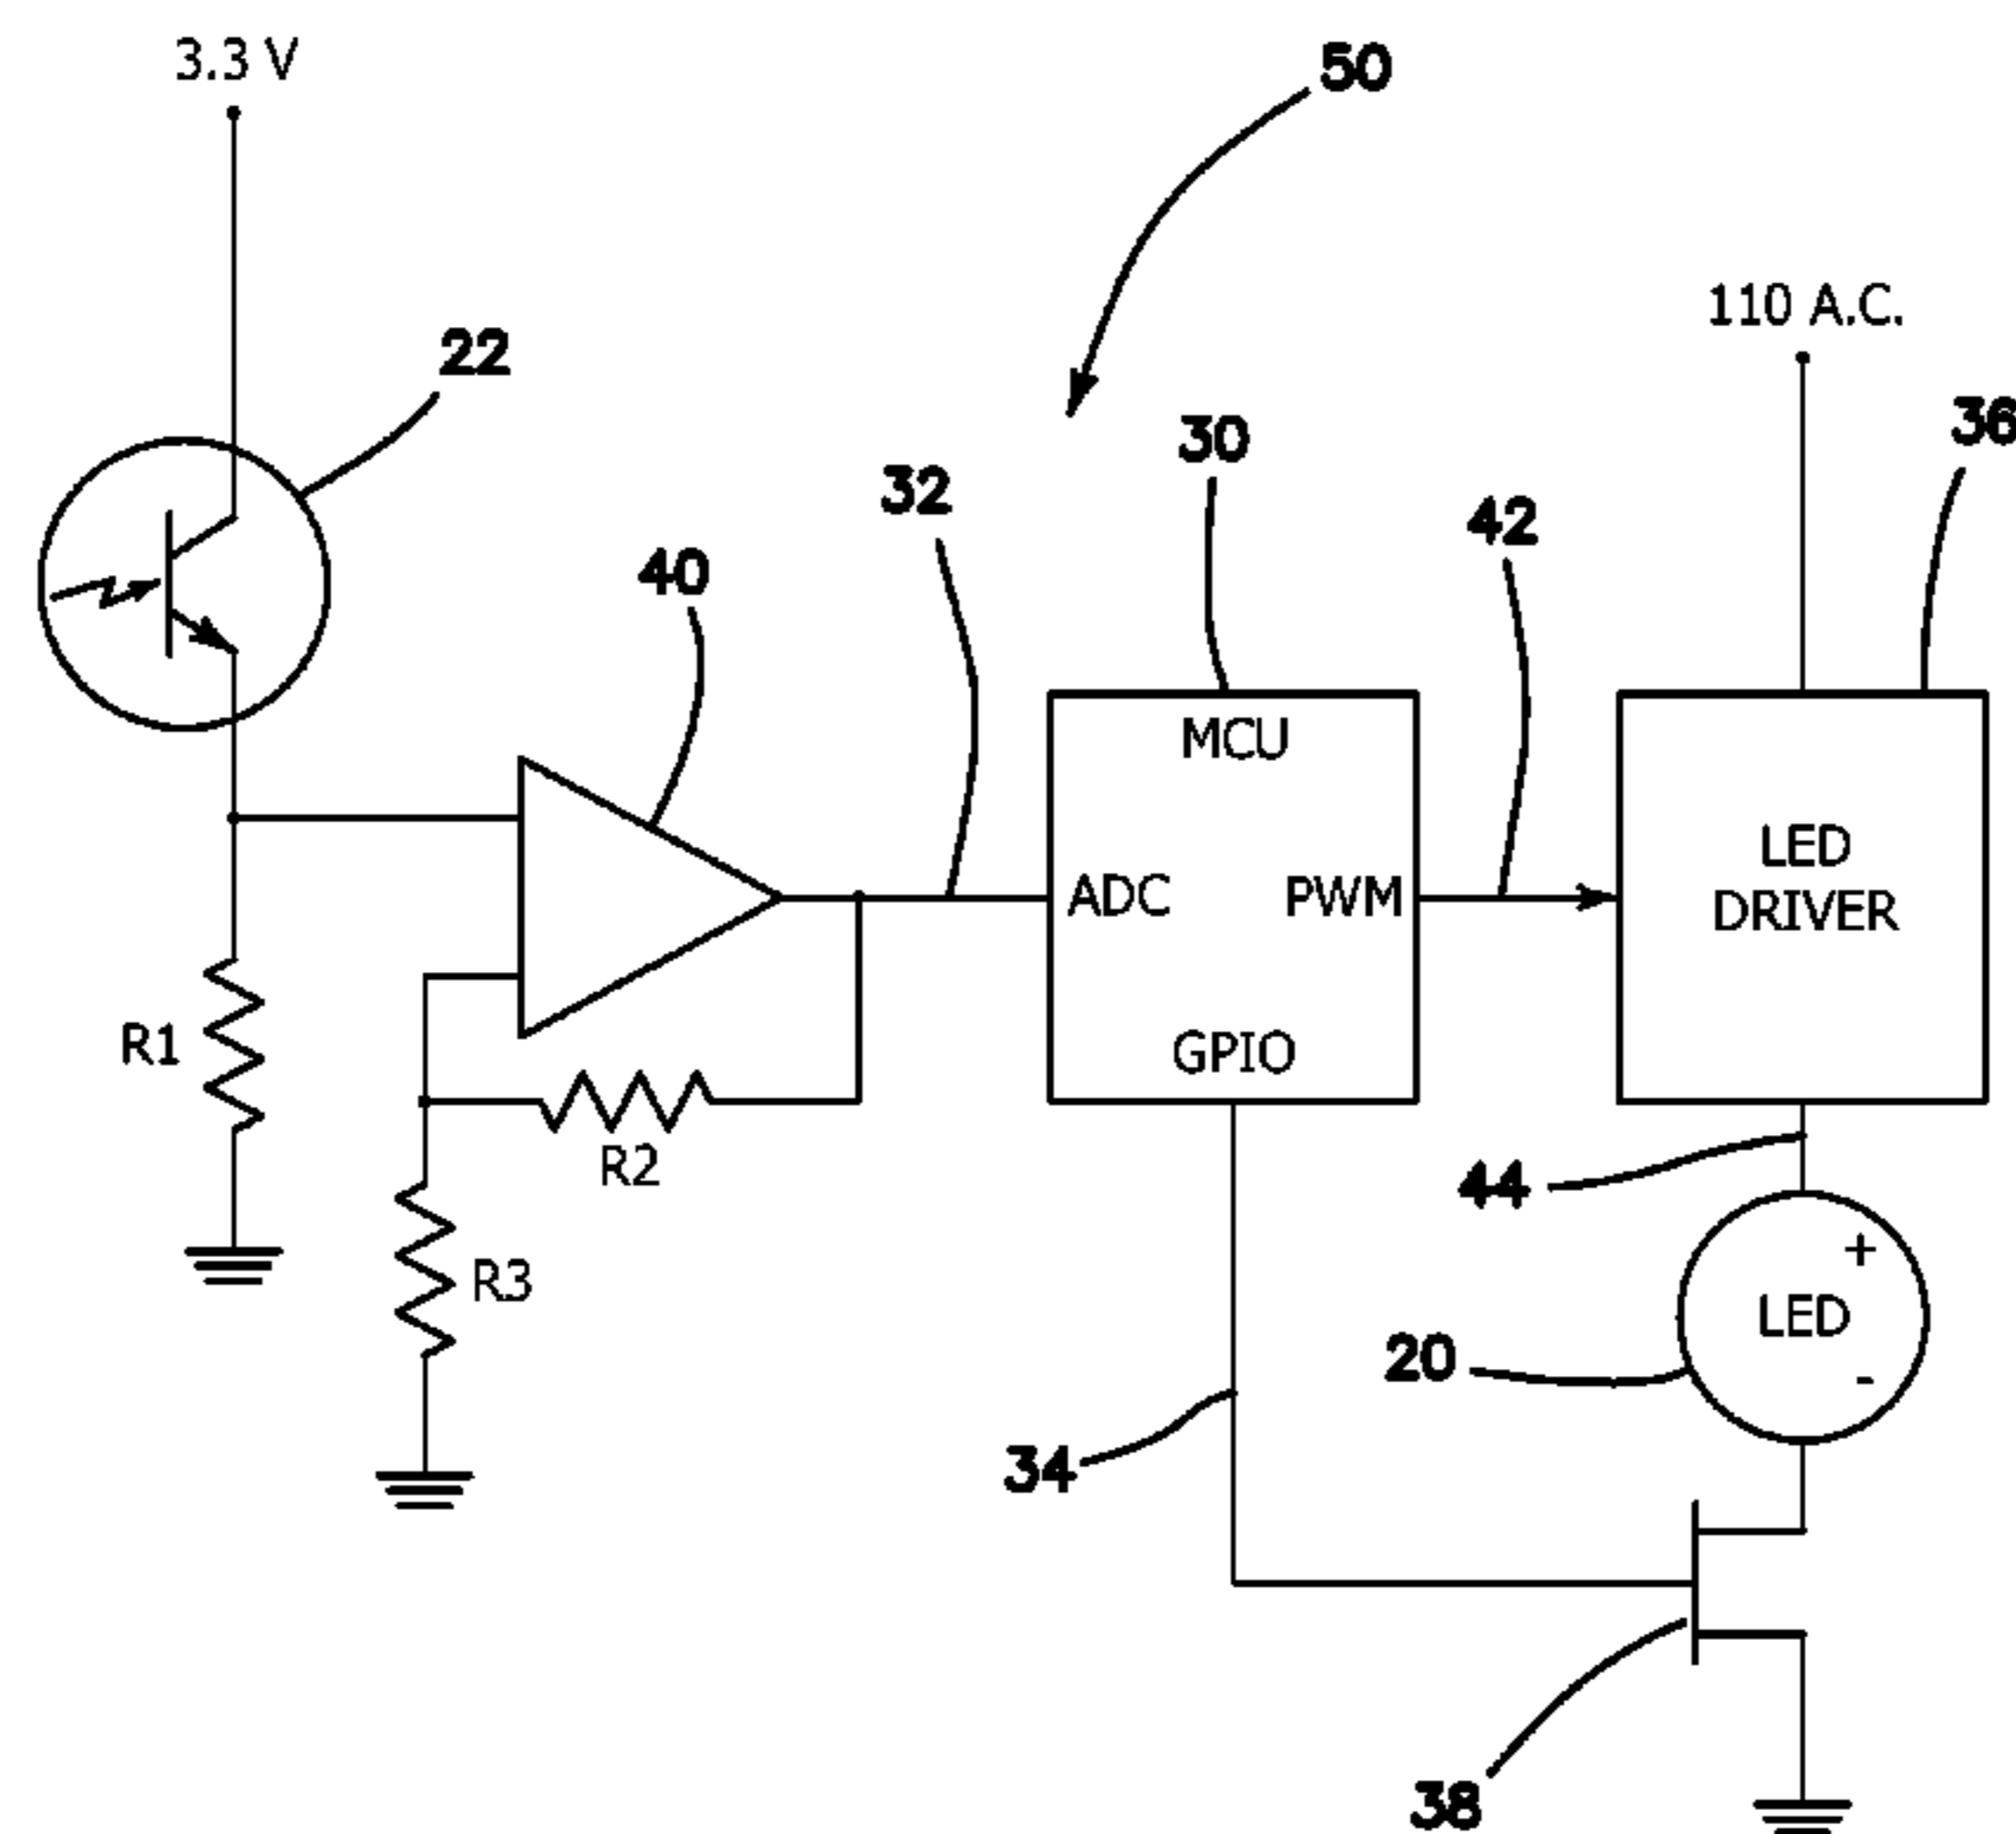 3.3 V
50
110 A.C.
22
36
30
32
42
40
MCU
LED
DRIVER
ADC
PWM
R1
GPIO
R2
44
R3
+
LED
-
20
34
38